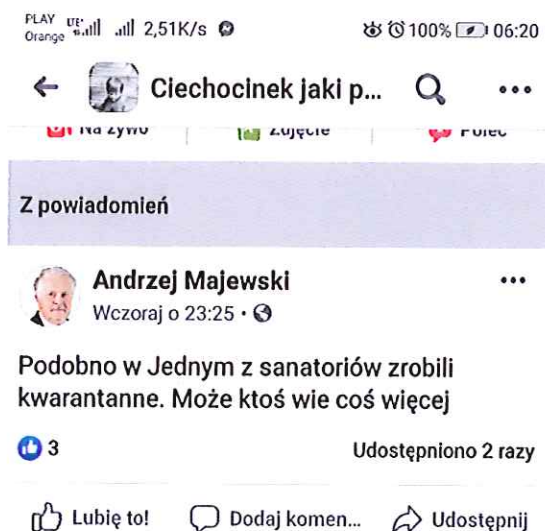 PLAY
Orange 2,51K/s 100% 06:20
Ciechocinek jaki p...
Na żywo Zdjęcie Poleć
Z powiadomień
Andrzej Majewski
Wczoraj o 23:25
Podobno w Jednym z sanatoriów zrobili
kwarantanne. Może ktoś wie coś więcej
3 Udostępniono 2 razy
Lubię to! Dodaj komen... Udostępnij